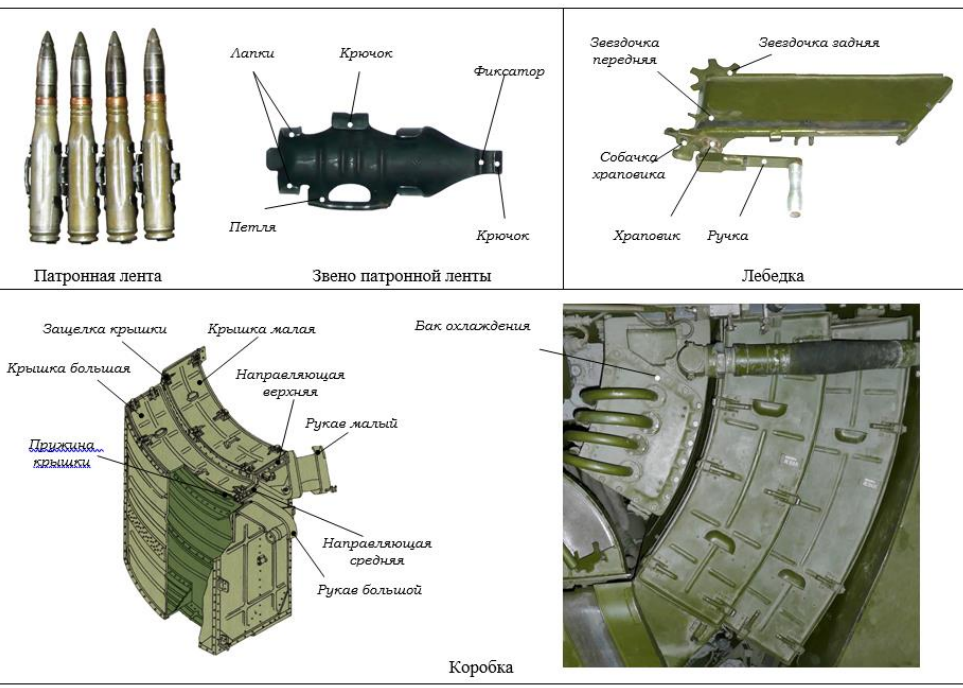 Лапки
Крючок
Фиксатор
Петля
Крючок
Патронная лента
Звено патронной ленты
Звездочка
передняя
Звездочка задняя
Собачка
храповика
Храповик
Ручка
Лебедка
Защелка крышки
Крышка малая
Крышка большая
Направляющая
верхняя
Рукав малый
Пружина
крышки
Направляющая
средняя
Рукав большой
Бак охлаждения
Коробка